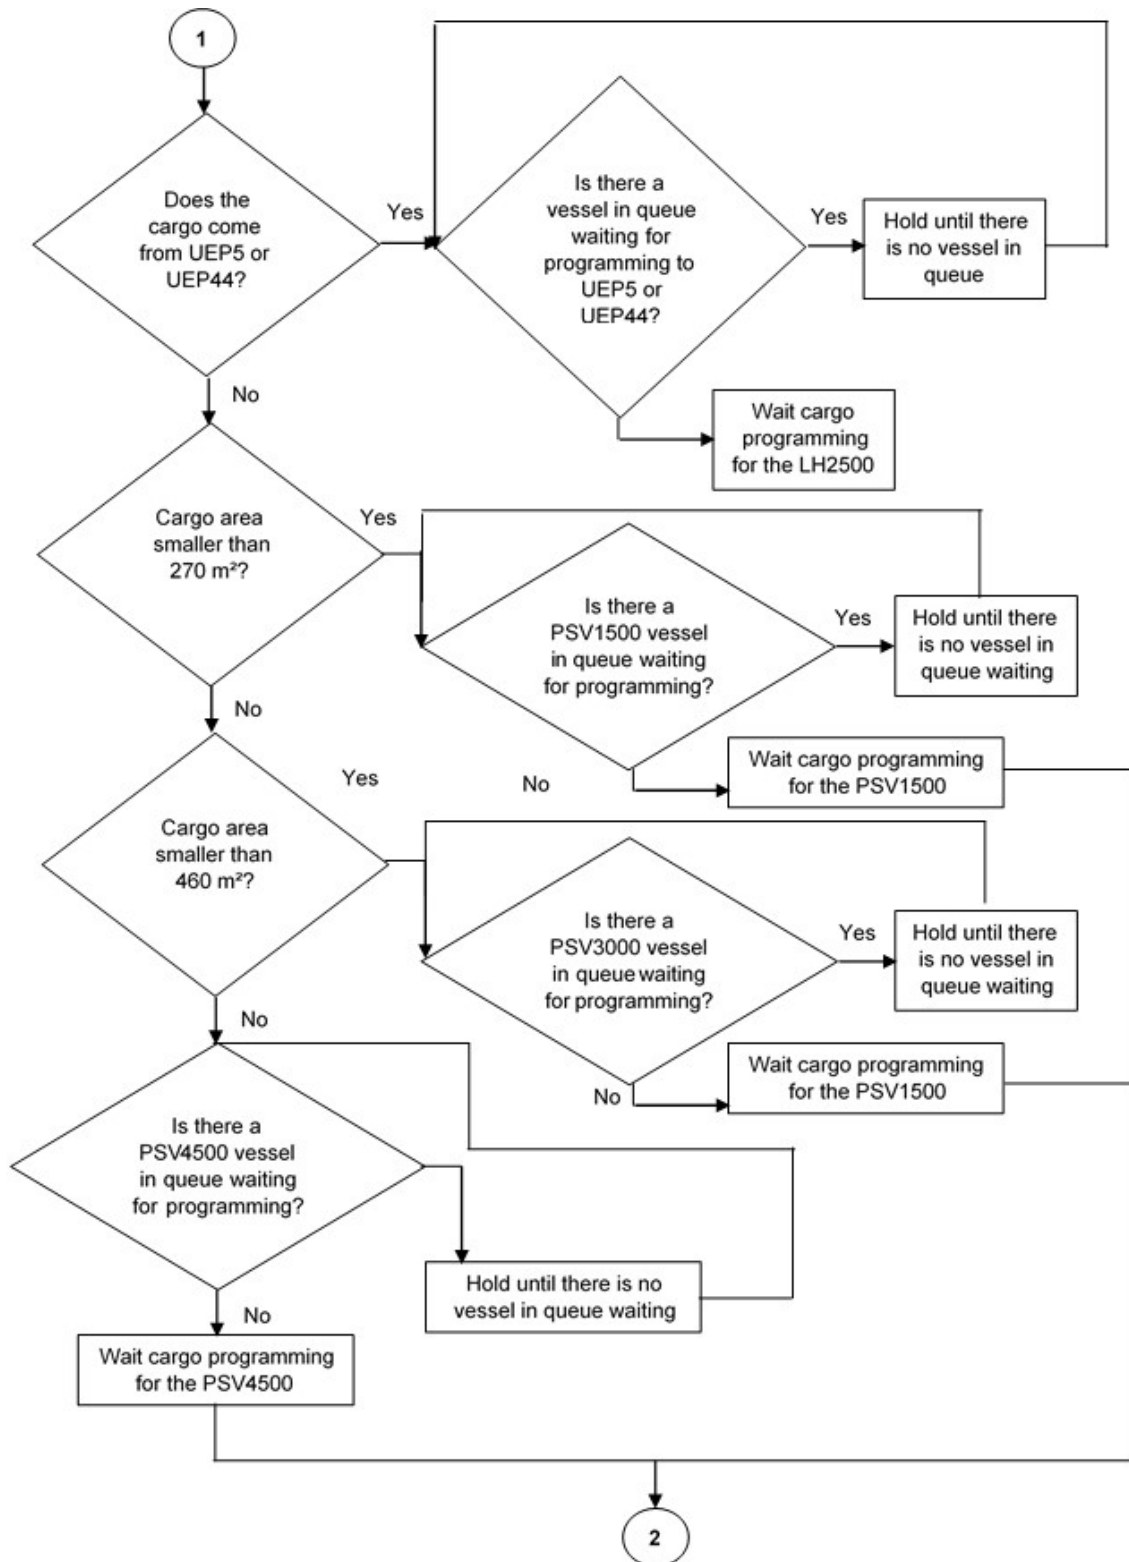 1
Does the
cargo come
from UEP5 or
UEP44?
Yes
Is there a
vessel in queue
waiting for
programming to
UEP5 or
UEP44?
Yes
Hold until there
is no vessel in
queue
No
Wait cargo
programming
for the LH2500
Cargo area
smaller than
270 m²?
Yes
Is there a
PSV1500 vessel
in queue waiting
for programming?
Yes
Hold until there
is no vessel in
queue waiting
No
No
Wait cargo programming
for the PSV1500
Cargo area
smaller than
460 m²?
Yes
Is there a
PSV3000 vessel
in queue waiting
for programming?
Yes
Hold until there
is no vessel in
queue waiting
No
No
Wait cargo programming
for the PSV1500
Is there a
PSV4500 vessel
in queue waiting
for programming?
Hold until there is no
vessel in queue waiting
No
Wait cargo programming
for the PSV4500
2